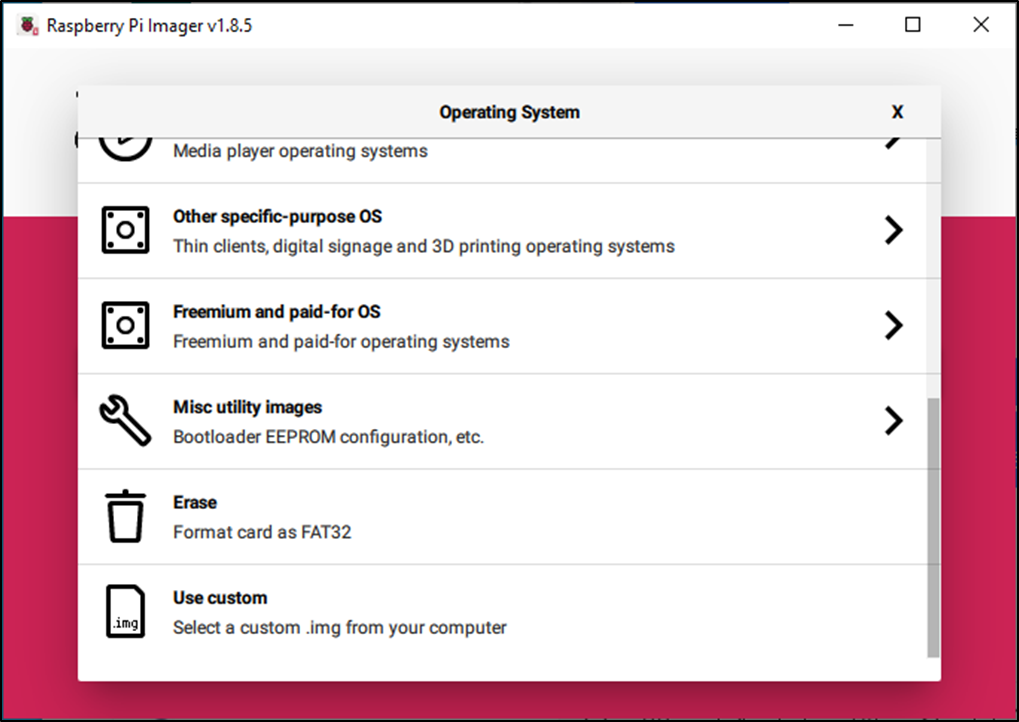 Raspberry Pi Imager v1.8.5
Operating System X
Media player operating systems
Other specific-purpose OS
Thin clients, digital signage and 3D printing operating systems
Freemium and paid-for OS
Freemium and paid-for operating systems
Misc utility images
Bootloader EEPROM configuration, etc.
Erase
Format card as FAT32
Use custom
.img
Select a custom .img from your computer